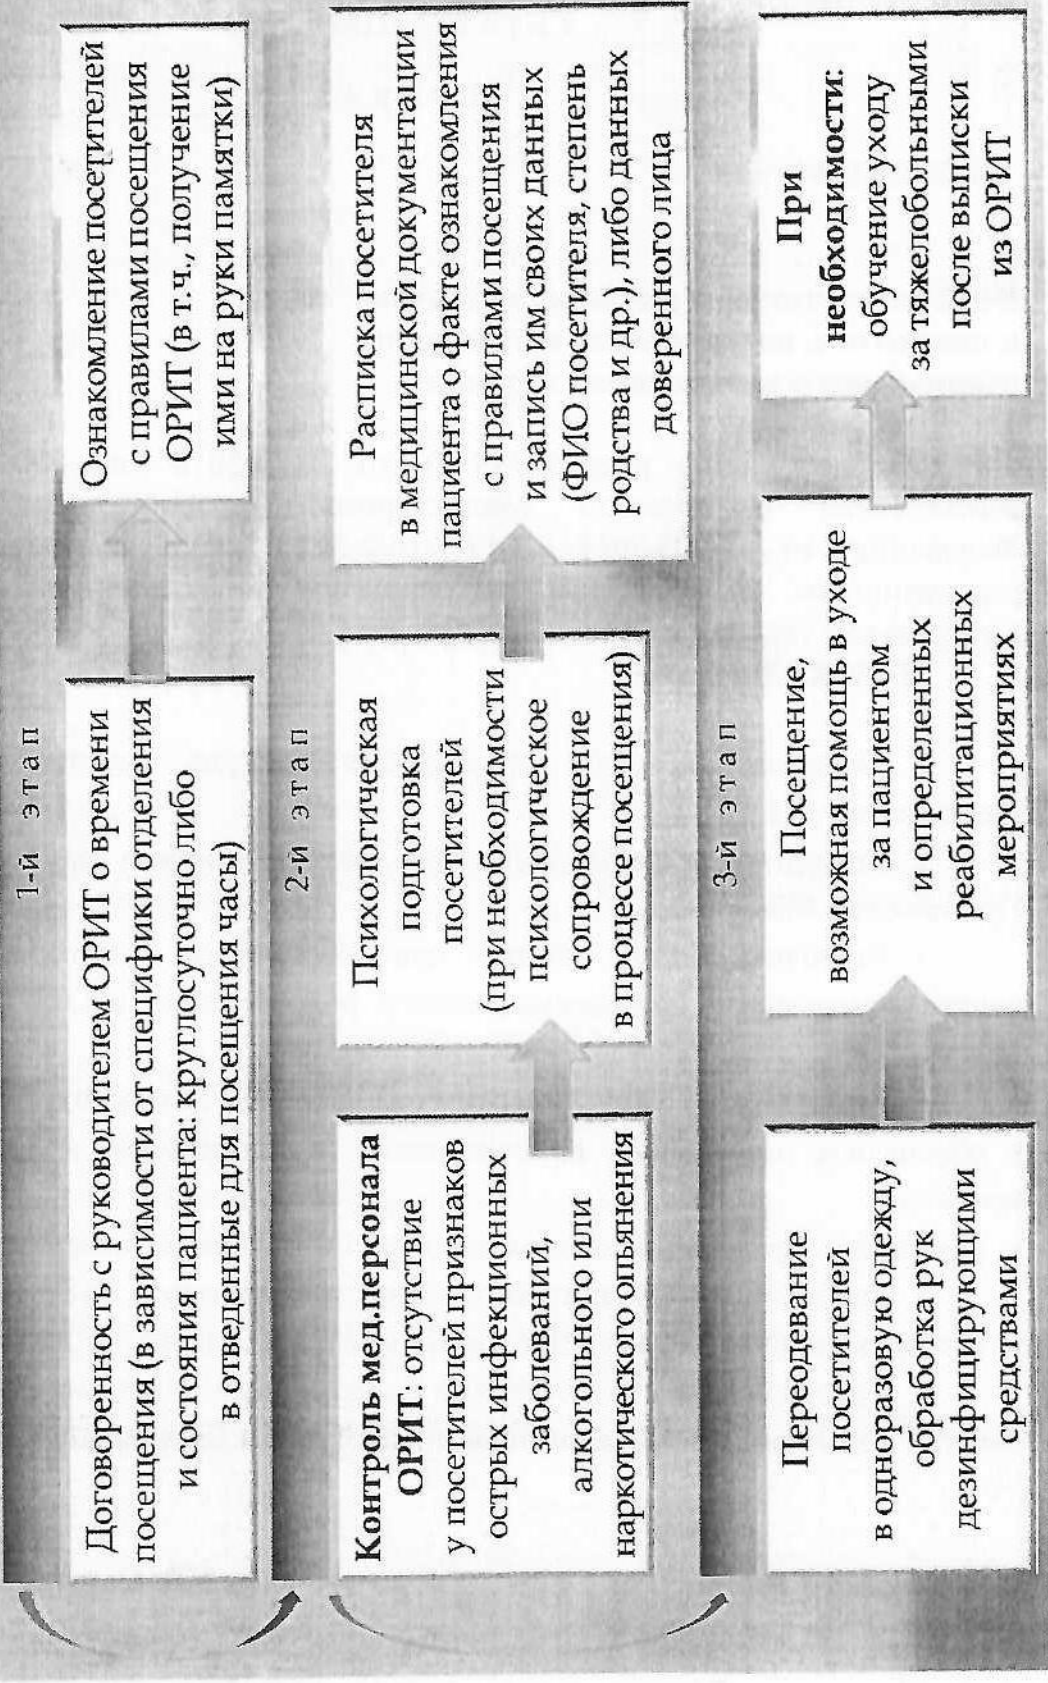 1-й этап
Договоренность с руководителем ОРИТ о времени
посещения (в зависимости от специфики отделения
и состояния пациента: круглосуточно либо
в отведенные для посещения часы)
Ознакомление посетителей
с правилами посещения
ОРИТ (в т.ч., получение
ими на руки памятки)
2-й этап
Контроль мед.персонала
ОРИТ: отсутствие
у посетителей признаков
острых инфекционных
заболеваний,
алкогольного или
наркотического опьянения
Психологическая
подготовка
посетителей
(при необходимости
психологическое
сопровождение
в процессе посещения)
Расписка посетителя
в медицинской документации
пациента о факте ознакомления
с правилами посещения
и запись им своих данных
(ФИО посетителя, степень
родства и др.), либо данных
доверенного лица
3-й этап
Переодевание
посетителей
в одноразовую одежду,
обработка рук
дезинфицирующими
средствами
Посещение,
возможная помощь в уходе
за пациентом
и определенных
реабилитационных
мероприятиях
При
необходимости:
обучение уходу
за тяжелобольными
после выписки
из ОРИТ